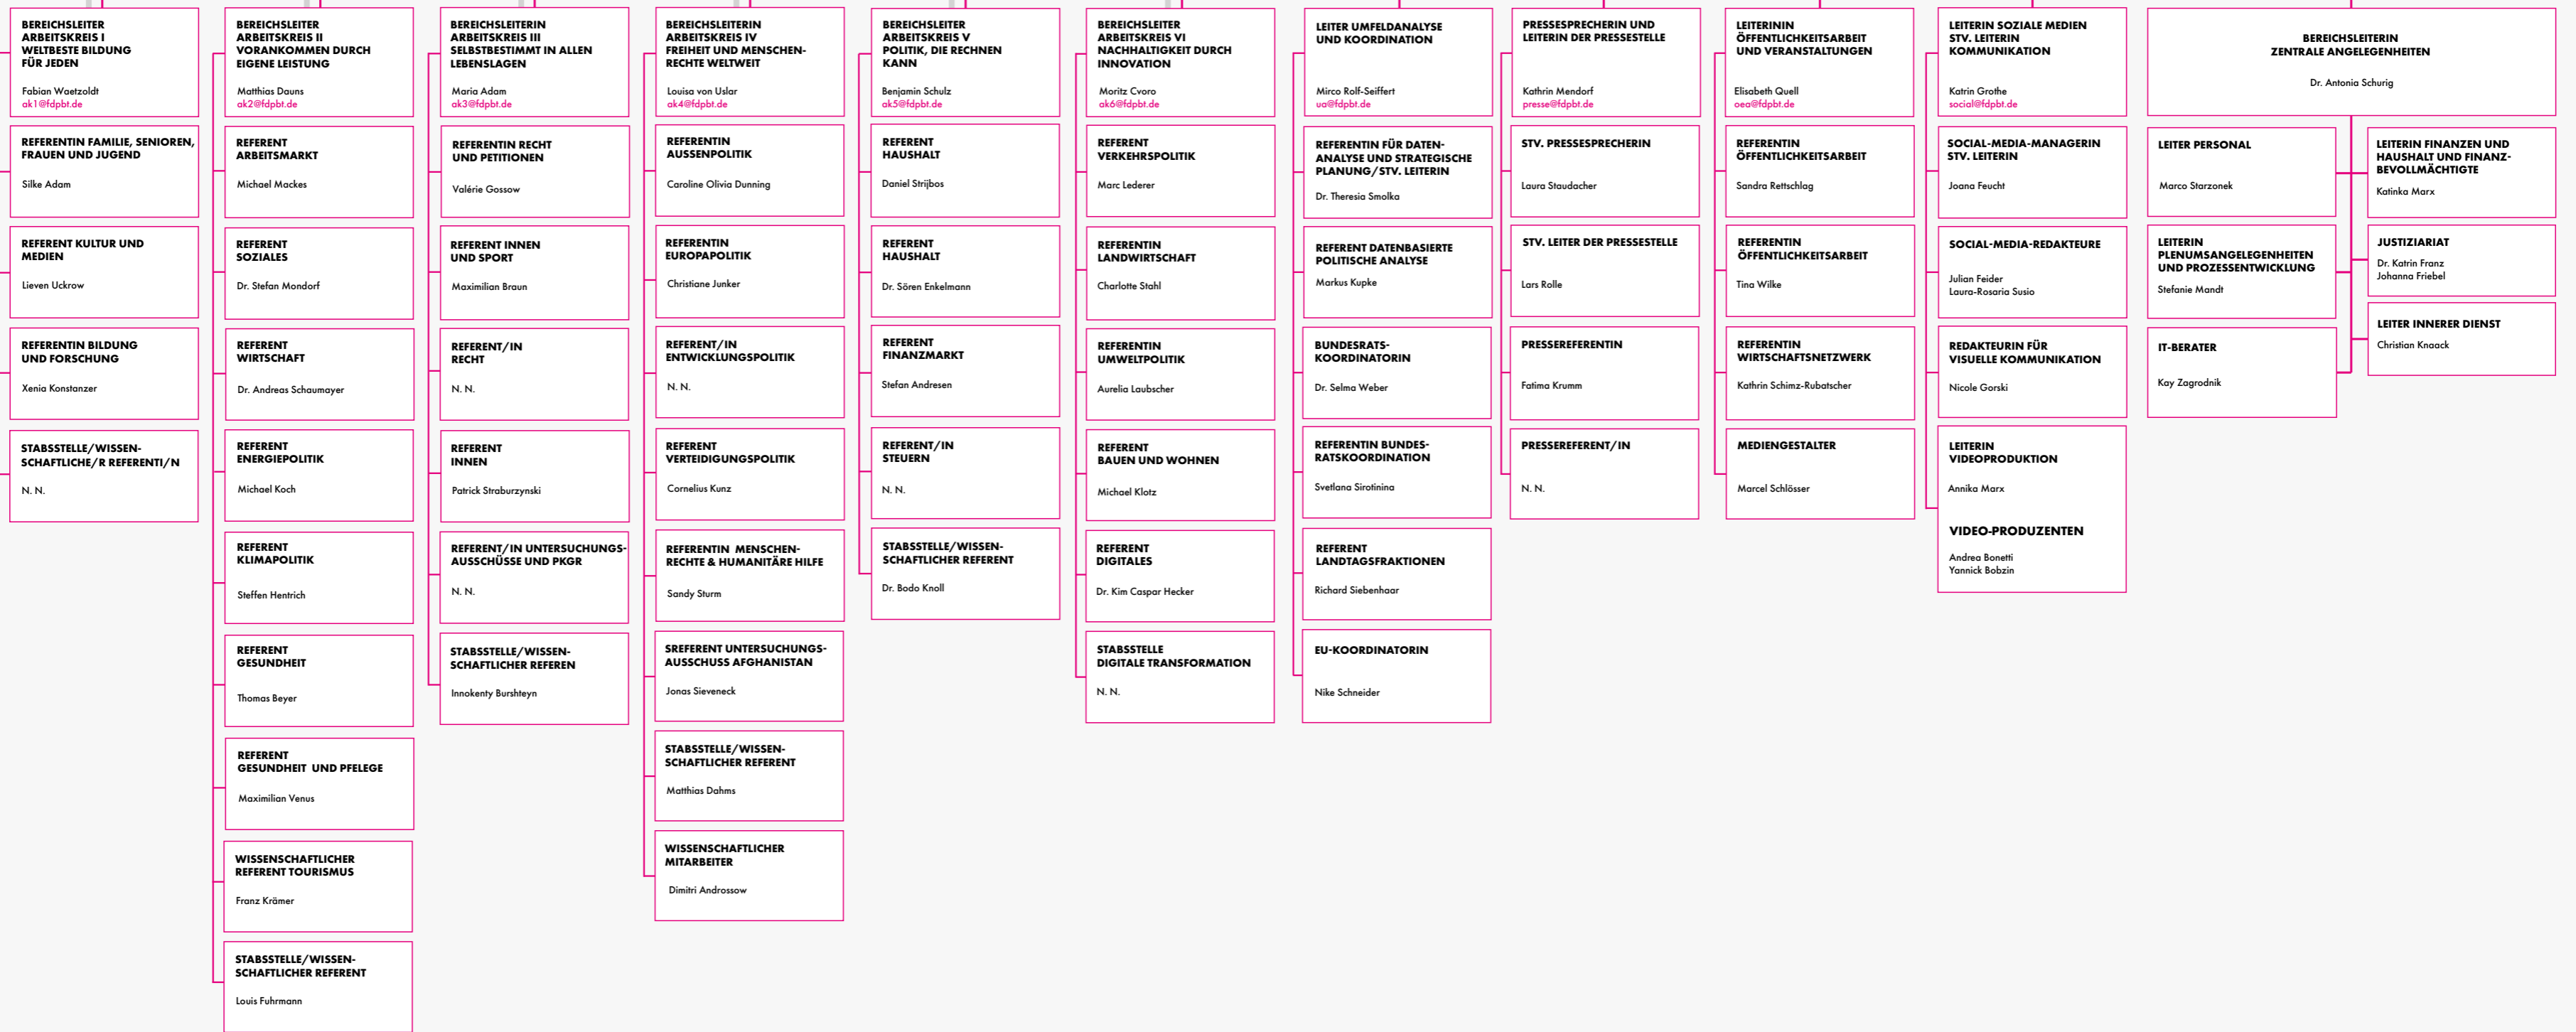 BEREICHSLEITER
ARBEITSKREIS I
WELTBESTE BILDUNG
FÜR JEDEN
Fabian Waetzoldt
ak1@fdpbt.de
REFERENTIN FAMILIE, SENIOREN,
FRAUEN UND JUGEND
Silke Adam
REFERENT KULTUR UND
MEDIEN
Lieven Uckrow
REFERENTIN BILDUNG
UND FORSCHUNG
Xenia Konstanzer
STABSSTELLE/WISSEN-
SCHAFTLICHE/R REFERENTI/N
N. N.
BEREICHSLEITER
ARBEITSKREIS II
VORANKOMMEN DURCH
EIGENE LEISTUNG
Matthias Dauns
ak2@fdpbt.de
REFERENT
ARBEITSMARKT
Michael Mackes
REFERENT
SOZIALES
Dr. Stefan Mondorf
REFERENT
WIRTSCHAFT
Dr. Andreas Schaumayer
REFERENT
ENERGIEPOLITIK
Michael Koch
REFERENT
KLIMAPOLITIK
Steffen Hentrich
REFERENT
GESUNDHEIT
Thomas Beyer
REFERENT
GESUNDHEIT UND PFELEGE
Maximilian Venus
WISSENSCHAFTLICHER
REFERENT TOURISMUS
Franz Krämer
STABSSTELLE/WISSEN-
SCHAFTLICHER REFERENT
Louis Fuhrmann
BEREICHSLEITERIN
ARBEITSKREIS III
SELBSTBESTIMMT IN ALLEN
LEBENSLAGEN
Maria Adam
ak3@fdpbt.de
REFERENTIN RECHT
UND PETITIONEN
Valérie Gossow
REFERENT INNEN
UND SPORT
Maximilian Braun
REFERENT/IN
RECHT
N. N.
REFERENT
INNEN
Patrick Straburzynski
REFERENT/IN UNTERSUCHUNGS-
AUSSCHÜSSE UND PKGR
N. N.
STABSSTELLE/WISSEN-
SCHAFTLICHER REFEREN
Innokenty Burshteyn
BEREICHSLEITERIN
ARBEITSKREIS IV
FREIHEIT UND MENSCHEN-
RECHTE WELTWEIT
Louisa von Uslar
ak4@fdpbt.de
REFERENTIN
AUSSENPOLITIK
Caroline Olivia Dunning
REFERENTIN
EUROPAPOLITIK
Christiane Junker
REFERENT/IN
ENTWICKLUNGSPOLITIK
N. N.
REFERENT
VERTEIDIGUNGSPOLITIK
Cornelius Kunz
REFERENTIN MENSCHEN-
RECHTE & HUMANITÄRE HILFE
Sandy Sturm
SREFERENT UNTERSUCHUNGS-
AUSSCHUSS AFGHANISTAN
Jonas Sieveneck
STABSSTELLE/WISSEN-
SCHAFTLICHER REFERENT
Matthias Dahms
WISSENSCHAFTLICHER
MITARBEITER
Dimitri Androssow
BEREICHSLEITER
ARBEITSKREIS V
POLITIK, DIE RECHNEN
KANN
Benjamin Schulz
ak5@fdpbt.de
REFERENT
HAUSHALT
Daniel Strijbos
REFERENT
HAUSHALT
Dr. Sören Enkelmann
REFERENT
FINANZMARKT
Stefan Andresen
REFERENT/IN
STEUERN
N. N.
STABSSTELLE/WISSEN-
SCHAFTLICHER REFERENT
Dr. Bodo Knoll
BEREICHSLEITER
ARBEITSKREIS VI
NACHHALTIGKEIT DURCH
INNOVATION
Moritz Cvoro
ak6@fdpbt.de
REFERENT
VERKEHRSPOLITIK
Marc Lederer
REFERENTIN
LANDWIRTSCHAFT
Charlotte Stahl
REFERENTIN
UMWELTPOLITIK
Aurelia Laubscher
REFERENT
BAUEN UND WOHNEN
Michael Klotz
REFERENT
DIGITALES
Dr. Kim Caspar Hecker
STABSSTELLE
DIGITALE TRANSFORMATION
N. N.
LEITER UMFELDANALYSE
UND KOORDINATION
Mirco Rolf-Seiffert
ua@fdpbt.de
REFERENTIN FÜR DATEN-
ANALYSE UND STRATEGISCHE
PLANUNG/STV. LEITERIN
Dr. Theresia Smolka
REFERENT DATENBASIERTE
POLITISCHE ANALYSE
Markus Kupke
BUNDESRATS-
KOORDINATORIN
Dr. Selma Weber
REFERENTIN BUNDES-
RATSKOORDINATION
Svetlana Sirotinina
REFERENT
LANDTAGSFRAKTIONEN
Richard Siebenhaar
EU-KOORDINATORIN
Nike Schneider
PRESSESPRECHERIN UND
LEITERIN DER PRESSESTELLE
Kathrin Mendorf
presse@fdpbt.de
STV. PRESSESPRECHERIN
Laura Staudacher
STV. LEITER DER PRESSESTELLE
Lars Rolle
PRESSEREFERENTIN
Fatima Krumm
PRESSEREFERENT/IN
N. N.
LEITERININ
ÖFFENTLICHKEITSARBEIT
UND VERANSTALTUNGEN
Elisabeth Quell
oea@fdpbt.de
REFERENTIN
ÖFFENTLICHKEITSARBEIT
Sandra Rettschlag
REFERENTIN
ÖFFENTLICHKEITSARBEIT
Tina Wilke
REFERENTIN
WIRTSCHAFTSNETZWERK
Kathrin Schimz-Rubatscher
MEDIENGESTALTER
Marcel Schlösser
LEITERIN SOZIALE MEDIEN
STV. LEITERIN
KOMMUNIKATION
Katrin Grothe
social@fdpbt.de
SOCIAL-MEDIA-MANAGERIN
STV. LEITERIN
Joana Feucht
SOCIAL-MEDIA-REDAKTEURE
Julian Feider
Laura-Rosaria Susio
REDAKTEURIN FÜR
VISUELLE KOMMUNIKATION
Nicole Gorski
LEITERIN
VIDEOPRODUKTION
Annika Marx
VIDEO-PRODUZENTEN
Andrea Bonetti
Yannick Bobzin
BEREICHSLEITERIN
ZENTRALE ANGELEGENHEITEN
Dr. Antonia Schurig
LEITER PERSONAL
Marco Starzonek
LEITERIN
PLENUMSANGELEGENHEITEN
UND PROZESSENTWICKLUNG
Stefanie Mandt
IT-BERATER
Kay Zagrodnik
LEITERIN FINANZEN UND
HAUSHALT UND FINANZ-
BEVOLLMÄCHTIGTE
Katinka Marx
JUSTIZIARIAT
Dr. Katrin Franz
Johanna Friebel
LEITER INNERER DIENST
Christian Knaack